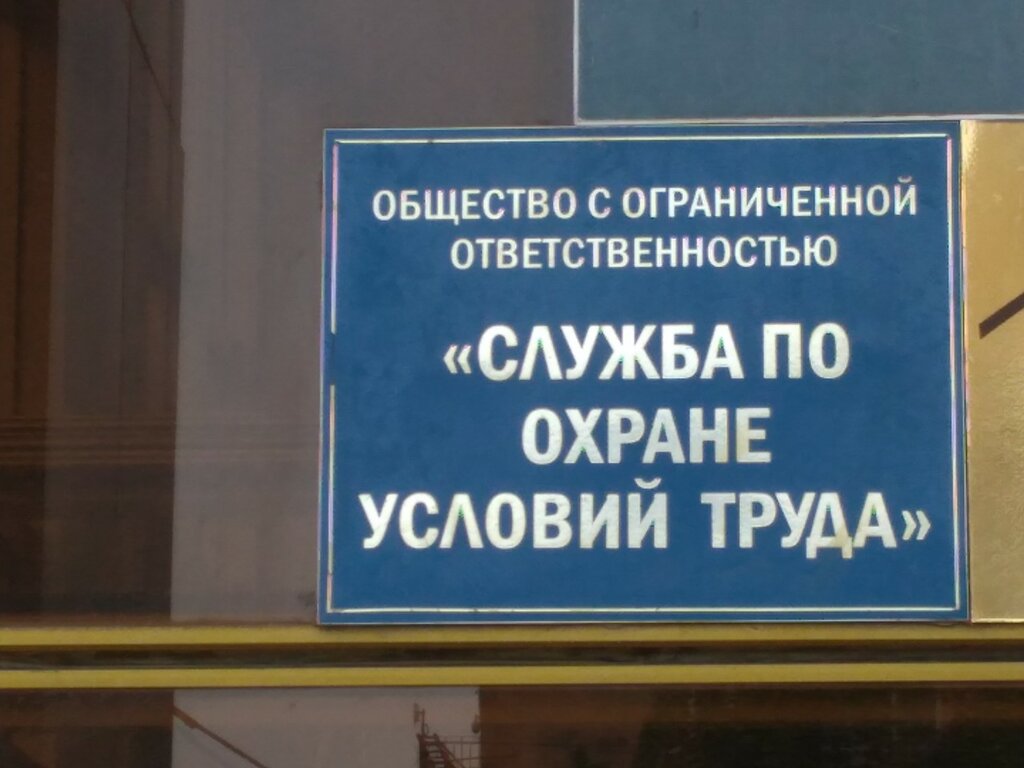 ОБЩЕСТВО С ОГРАНИЧЕННОЙ
ОТВЕТСТВЕННОСТЬЮ
«СЛУЖБА ПО
ОХРАНЕ
УСЛОВИЙ ТРУДА»